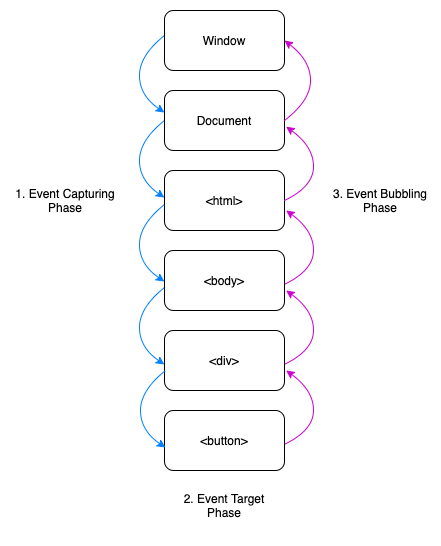 Window
Document
1. Event Capturing
Phase
<html>
3. Event Bubbling
Phase
<body>
<div>
<button>
2. Event Target
Phase